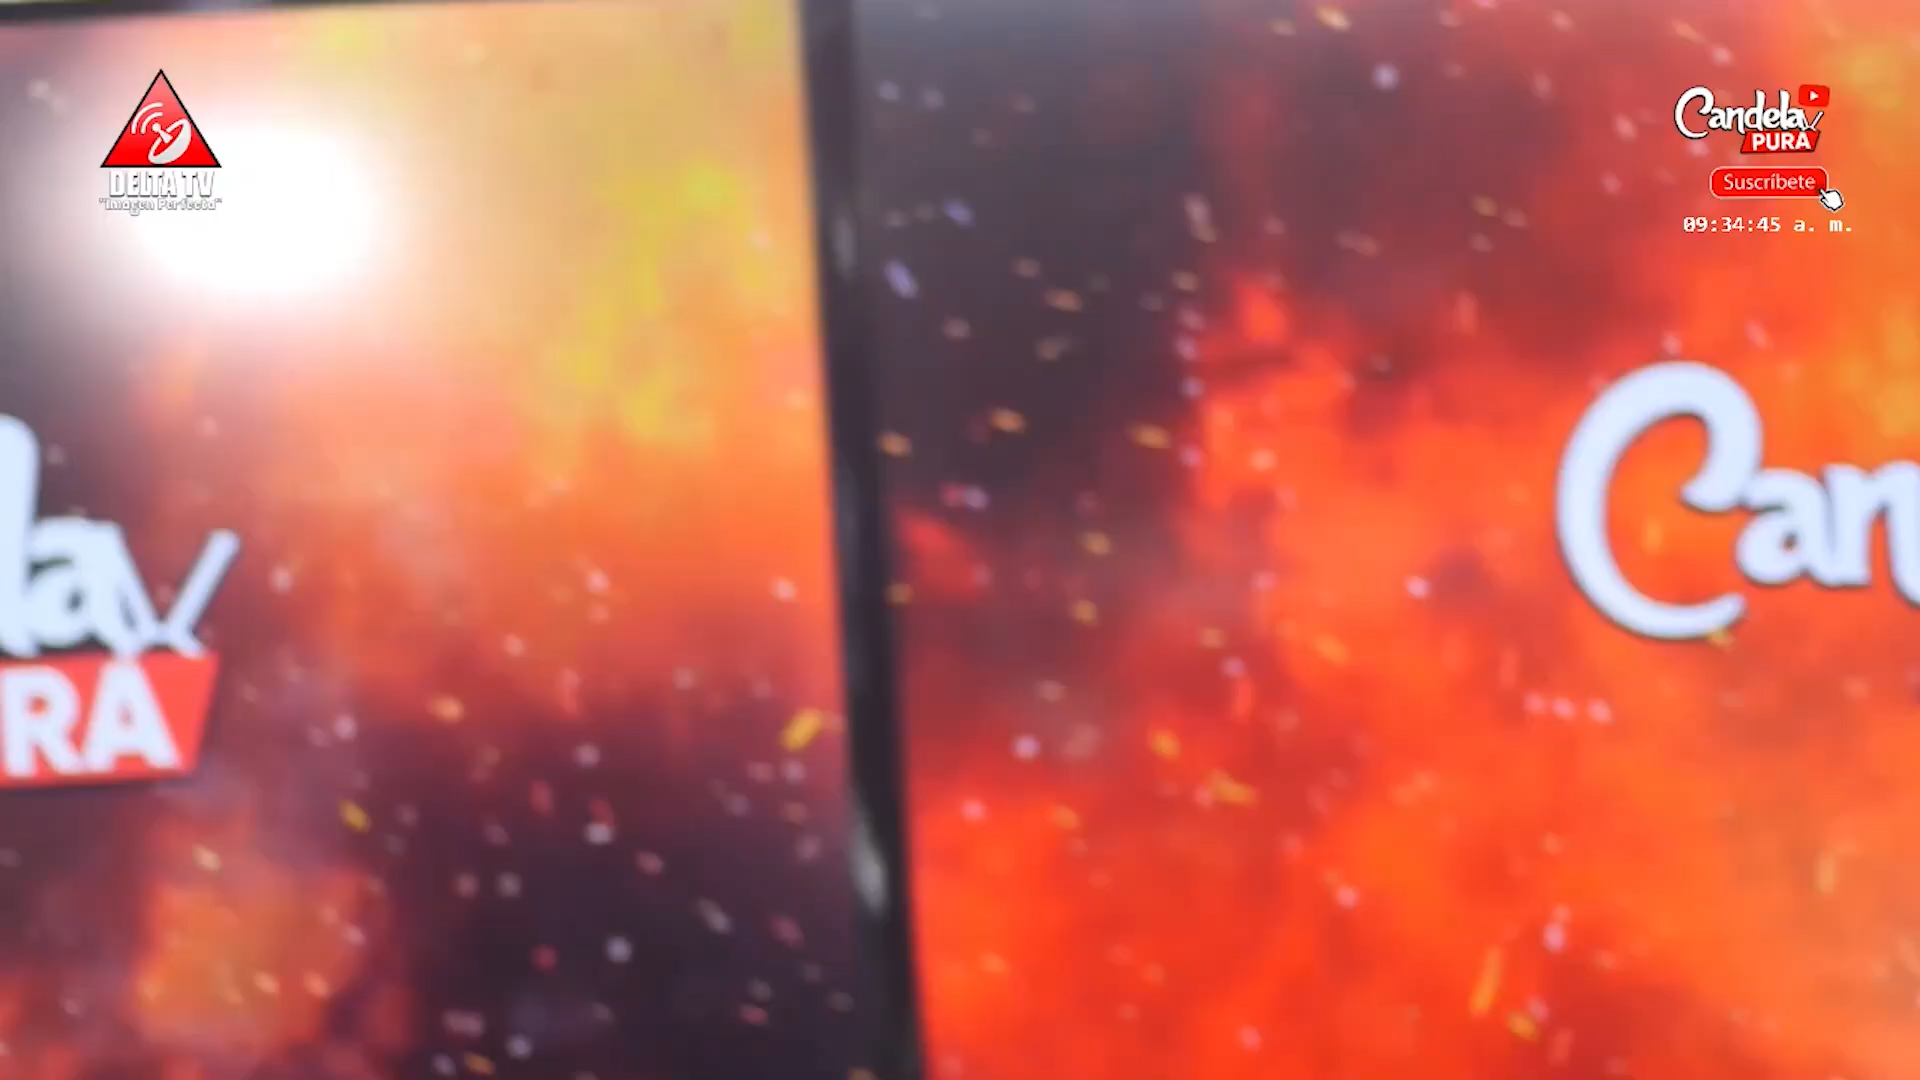 DELTA TV
"Imagen Perfecta"
Candela
PURA
Suscríbete
09:34:45 a. m.
la
RA
Can